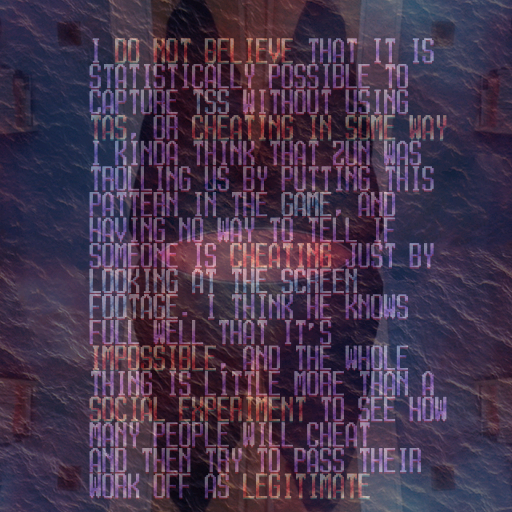 I DO NOT BELIEVE THAT IT IS
STATISTICALLY POSSIBLE TO
CAPTURE TSS WITHOUT USING
TAS, OR CHEATING IN SOME WAY
I KINDA THINK THAT ZUN WAS
TROLLING US BY PUTTING THIS
PATTERN IN THE GAME, AND
HAVING NO WAY TO TELL IF
SOMEONE IS CHEATING JUST BY
LOOKING AT THE SCREEN
FOOTAGE. I THINK HE KNOWS
FULL WELL THAT IT'S
IMPOSSIBLE, AND THE WHOLE
THING IS LITTLE MORE THAN A
SOCIAL EXPERIMENT TO SEE HOW
MANY PEOPLE WILL CHEAT
AND THEN TRY TO PASS THEIR
WORK OFF AS LEGITIMATE